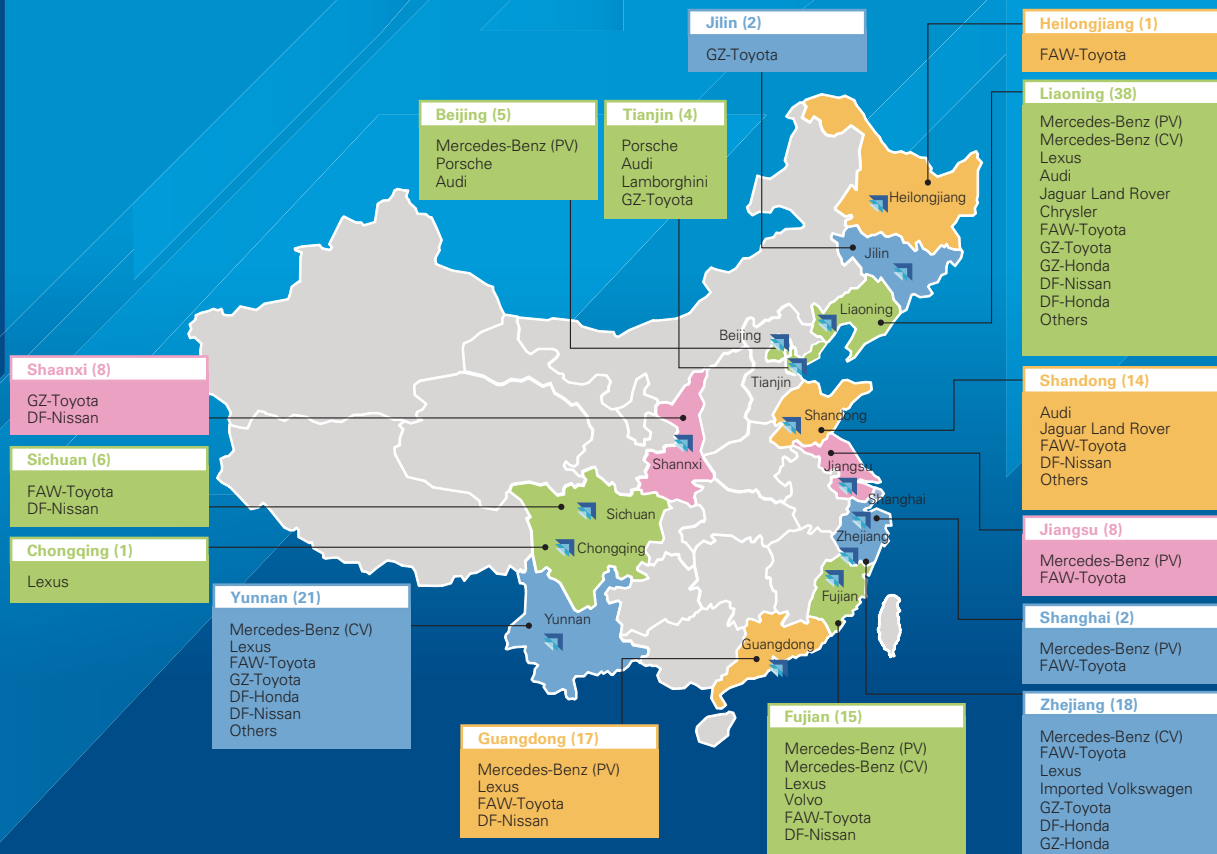 Jilin (2)
GZ-Toyota
Heilongjiang (1)
FAW-Toyota
Beijing (5)
Mercedes-Benz (PV)
Porsche
Audi
Tianjin (4)
Porsche
Audi
Lamborghini
GZ-Toyota
Liaoning (38)
Mercedes-Benz (PV)
Mercedes-Benz (CV)
Lexus
Audi
Jaguar Land Rover
Chrysler
FAW-Toyota
GZ-Toyota
GZ-Honda
DF-Nissan
DF-Honda
Others
Heilongjiang
Jilin
Liaoning
Beijing
Tianjin
Shandong
Shannxi
Jiangsu
Shanghai
Sichuan
Zhejiang
Chongqing
Fujian
Yunnan
Guangdong
Shaanxi (8)
GZ-Toyota
DF-Nissan
Sichuan (6)
FAW-Toyota
DF-Nissan
Chongqing (1)
Lexus
Shandong (14)
Audi
Jaguar Land Rover
FAW-Toyota
DF-Nissan
Others
Jiangsu (8)
Mercedes-Benz (PV)
FAW-Toyota
Yunnan (21)
Mercedes-Benz (CV)
Lexus
FAW-Toyota
GZ-Toyota
DF-Honda
DF-Nissan
Others
Shanghai (2)
Mercedes-Benz (PV)
FAW-Toyota
Guangdong (17)
Mercedes-Benz (PV)
Lexus
FAW-Toyota
DF-Nissan
Fujian (15)
Mercedes-Benz (PV)
Mercedes-Benz (CV)
Lexus
Volvo
FAW-Toyota
DF-Nissan
Zhejiang (18)
Mercedes-Benz (CV)
FAW-Toyota
Lexus
Imported Volkswagen
GZ-Toyota
DF-Honda
GZ-Honda